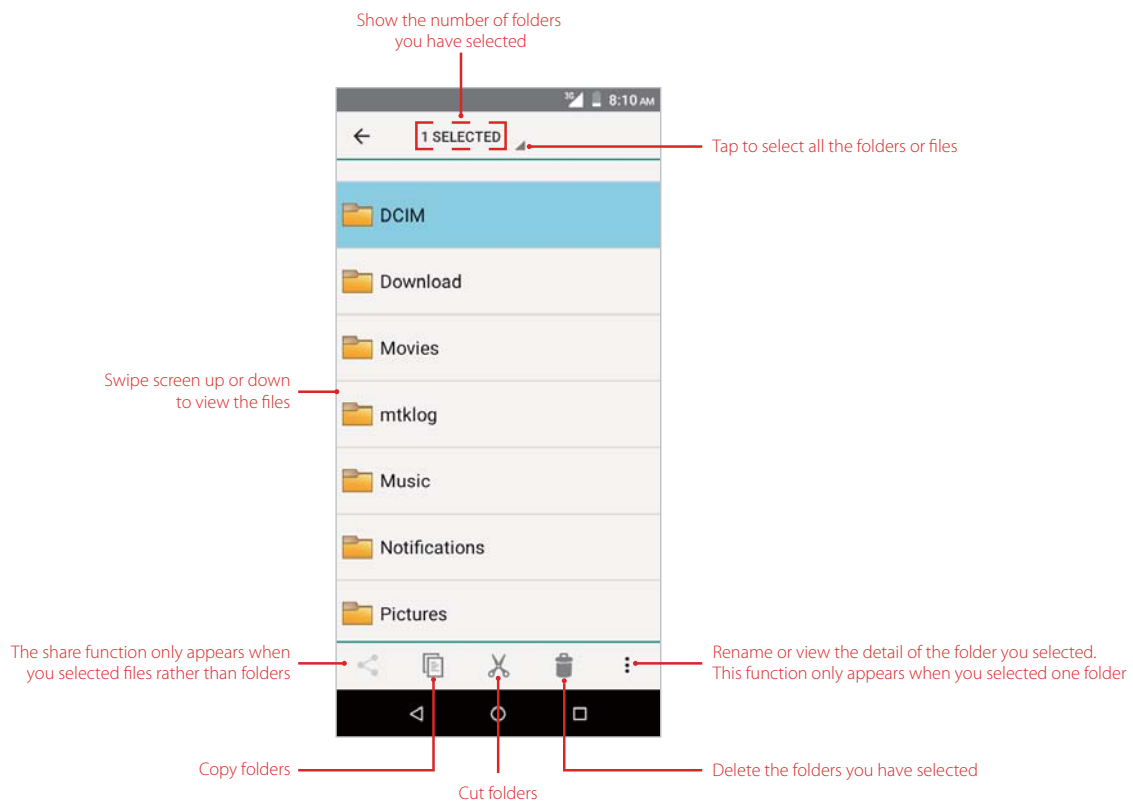 Show the number of folders
you have selected
3G 8:10 AM
1 SELECTED
Tap to select all the folders or files
DCIM
Download
Movies
Swipe screen up or down
to view the files
mtklog
Music
Notifications
Pictures
The share function only appears when
you selected files rather than folders
Rename or view the detail of the folder you selected.
This function only appears when you selected one folder
Copy folders
Delete the folders you have selected
Cut folders